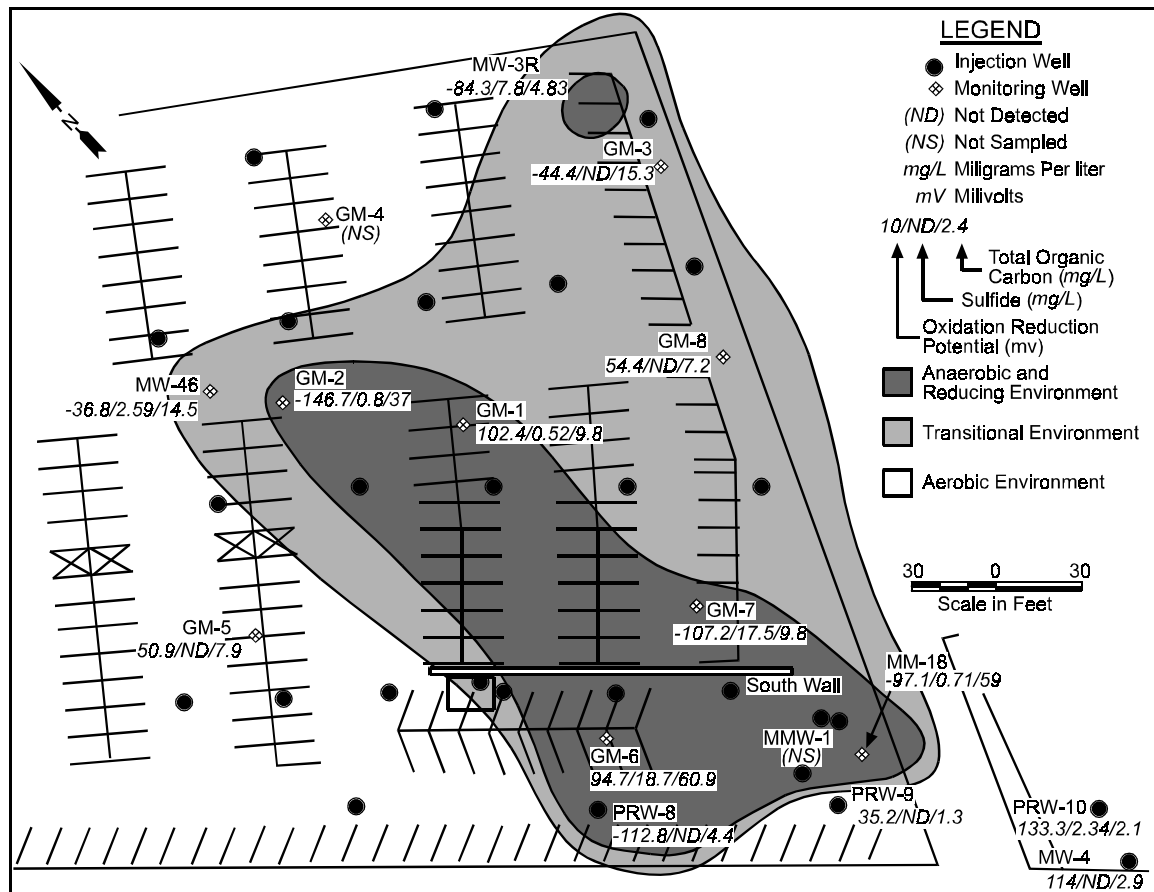 LEGEND
Injection Well
Monitoring Well
(ND) Not Detected
(NS) Not Sampled
mg/L Miligrams Per liter
mV Milivolts
10/ND/2.4
Total Organic
Carbon (mg/L)
Sulfide (mg/L)
Oxidation Reduction
Potential (mv)
Anaerobic and
Reducing Environment
Transitional Environment
Aerobic Environment
30 0 30
Scale in Feet
N
MW-3R
-84.3/7.8/4.83
GM-3
-44.4/ND/15.3
GM-4
(NS)
GM-8
54.4/ND/7.2
MW-46
-36.8/2.59/14.5
GM-2
-146.7/0.8/37
GM-1
102.4/0.52/9.8
GM-7
-107.2/17.5/9.8
GM-5
50.9/ND/7.9
MM-18
-97.1/0.71/59
South Wall
MMW-1
(NS)
GM-6
94.7/18.7/60.9
PRW-8
-112.8/ND/4.4
PRW-9
35.2/ND/1.3
PRW-10
133.3/2.34/2.1
MW-4
114/ND/2.9